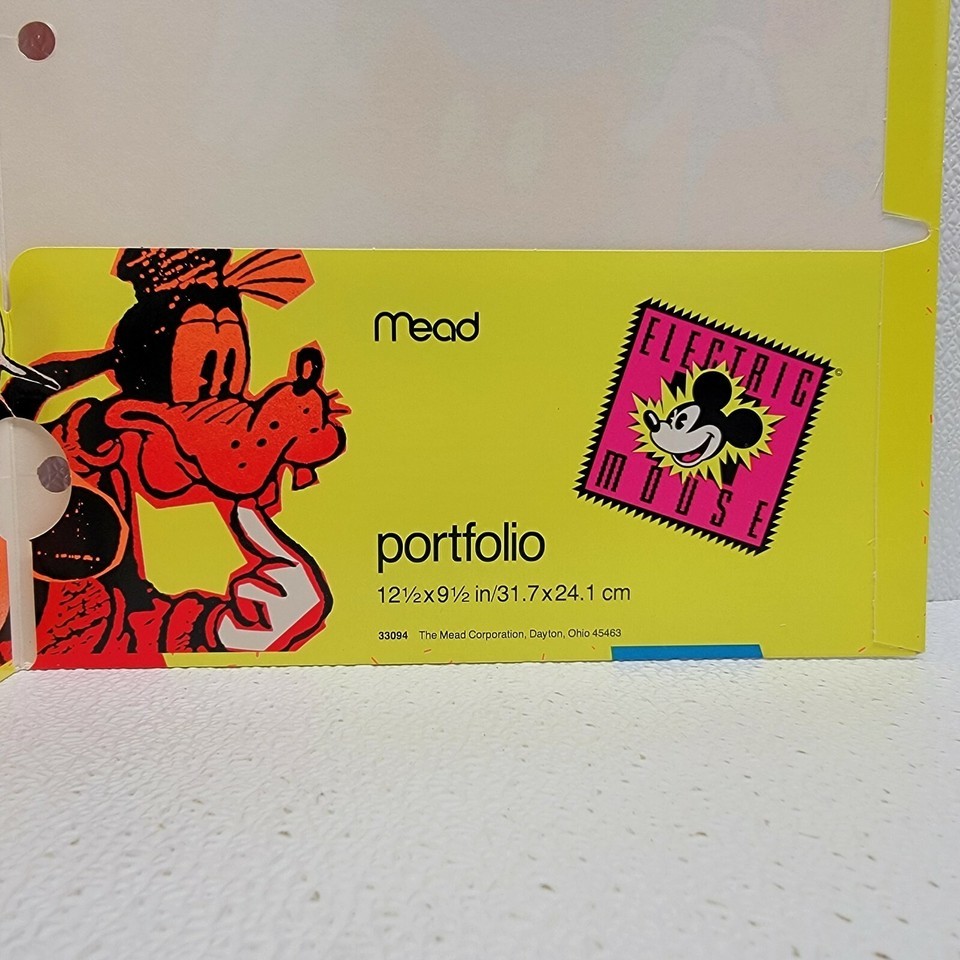 mead
ELECTRIC
©
MOUSE
portfolio
12½x9½ in/31.7x24.1 cm
33094 The Mead Corporation, Dayton, Ohio 45463